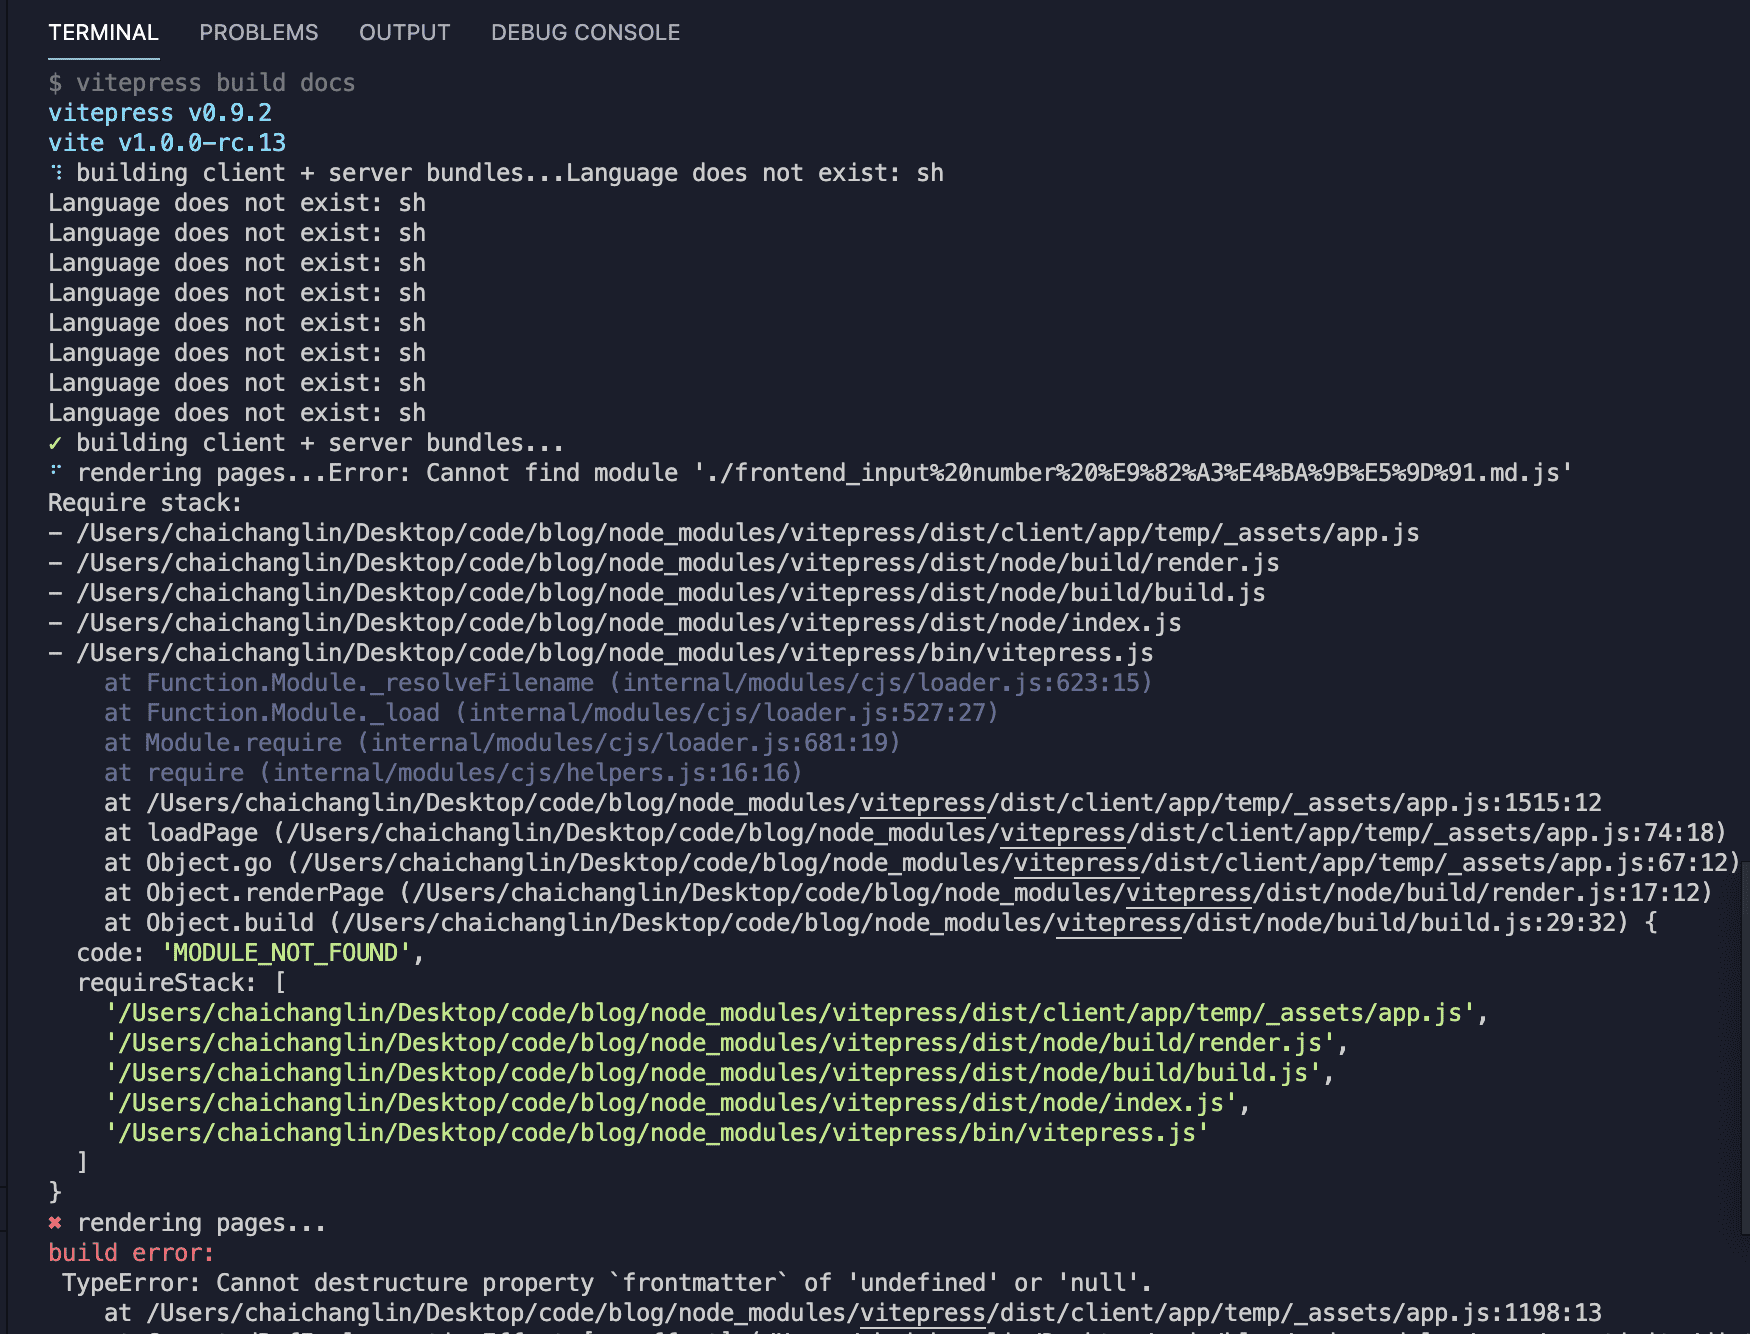 TERMINAL PROBLEMS OUTPUT DEBUG CONSOLE
$ vitepress build docs
vitepress v0.9.2
vite v1.0.0-rc.13
⠹ building client + server bundles...Language does not exist: sh
Language does not exist: sh
Language does not exist: sh
Language does not exist: sh
Language does not exist: sh
Language does not exist: sh
Language does not exist: sh
Language does not exist: sh
Language does not exist: sh
✓ building client + server bundles...
⠋ rendering pages...Error: Cannot find module './frontend_input%20number%20%E9%82%A3%E4%BA%9B%E5%9D%91.md.js'
Require stack:
- /Users/chaichanglin/Desktop/code/blog/node_modules/vitepress/dist/client/app/temp/_assets/app.js
- /Users/chaichanglin/Desktop/code/blog/node_modules/vitepress/dist/node/build/render.js
- /Users/chaichanglin/Desktop/code/blog/node_modules/vitepress/dist/node/build/build.js
- /Users/chaichanglin/Desktop/code/blog/node_modules/vitepress/dist/node/index.js
- /Users/chaichanglin/Desktop/code/blog/node_modules/vitepress/bin/vitepress.js
at Function.Module._resolveFilename (internal/modules/cjs/loader.js:623:15)
at Function.Module._load (internal/modules/cjs/loader.js:527:27)
at Module.require (internal/modules/cjs/loader.js:681:19)
at require (internal/modules/cjs/helpers.js:16:16)
at /Users/chaichanglin/Desktop/code/blog/node_modules/vitepress/dist/client/app/temp/_assets/app.js:1515:12
at loadPage (/Users/chaichanglin/Desktop/code/blog/node_modules/vitepress/dist/client/app/temp/_assets/app.js:74:18)
at Object.go (/Users/chaichanglin/Desktop/code/blog/node_modules/vitepress/dist/client/app/temp/_assets/app.js:67:12)
at Object.renderPage (/Users/chaichanglin/Desktop/code/blog/node_modules/vitepress/dist/node/build/render.js:17:12)
at Object.build (/Users/chaichanglin/Desktop/code/blog/node_modules/vitepress/dist/node/build/build.js:29:32) {
code: 'MODULE_NOT_FOUND',
requireStack: [
'/Users/chaichanglin/Desktop/code/blog/node_modules/vitepress/dist/client/app/temp/_assets/app.js',
'/Users/chaichanglin/Desktop/code/blog/node_modules/vitepress/dist/node/build/render.js',
'/Users/chaichanglin/Desktop/code/blog/node_modules/vitepress/dist/node/build/build.js',
'/Users/chaichanglin/Desktop/code/blog/node_modules/vitepress/dist/node/index.js',
'/Users/chaichanglin/Desktop/code/blog/node_modules/vitepress/bin/vitepress.js'
]
}
✖ rendering pages...
build error:
TypeError: Cannot destructure property `frontmatter` of 'undefined' or 'null'.
at /Users/chaichanglin/Desktop/code/blog/node_modules/vitepress/dist/client/app/temp/_assets/app.js:1198:13